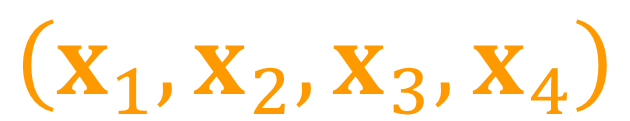 (x₁, x₂, x₃, x₄)